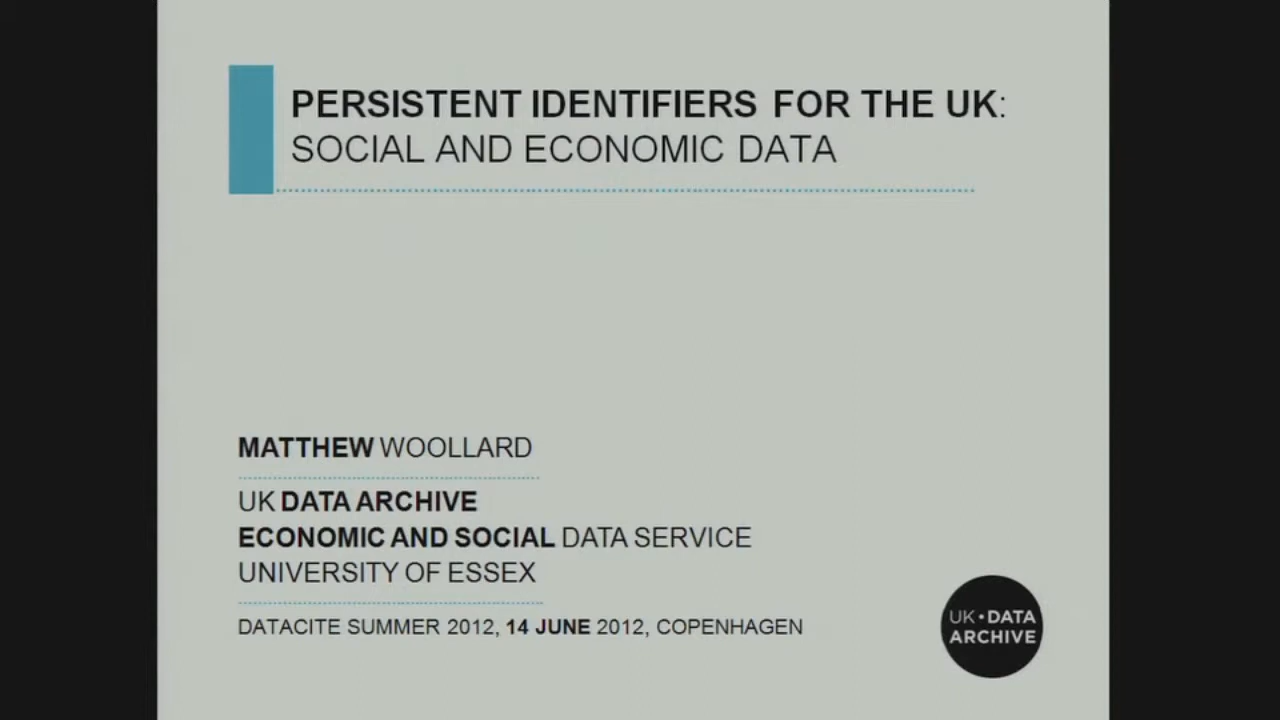 PERSISTENT IDENTIFIERS FOR THE UK:
SOCIAL AND ECONOMIC DATA
MATTHEW WOOLLARD
UK DATA ARCHIVE
ECONOMIC AND SOCIAL DATA SERVICE
UNIVERSITY OF ESSEX
DATACITE SUMMER 2012, 14 JUNE 2012, COPENHAGEN
UK • DATA
ARCHIVE